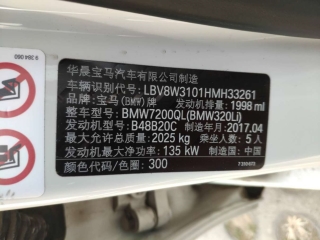 华晨宝马汽车有限公司制造
车辆识别代号: LBV8W3101HMH33261
品牌: 宝马(BMW)牌 发动机排量: 1998 ml
整车型号: BMW7200QL(BMW320Li)
发动机型号: B48B20C 制造年月: 2017.04
最大允许总质量: 2025 kg 乘坐人数: 5 人
发动机最大净功率: 135 kW 制造国: 中国
颜色代码/色圈: 300